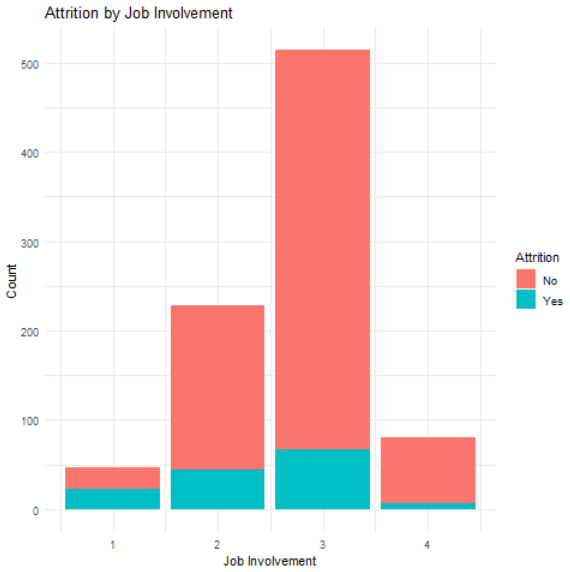 Attrition by Job Involvement
500
400
300
200
100
0
Count
1 2 3 4
Job Involvement
Attrition
No
Yes